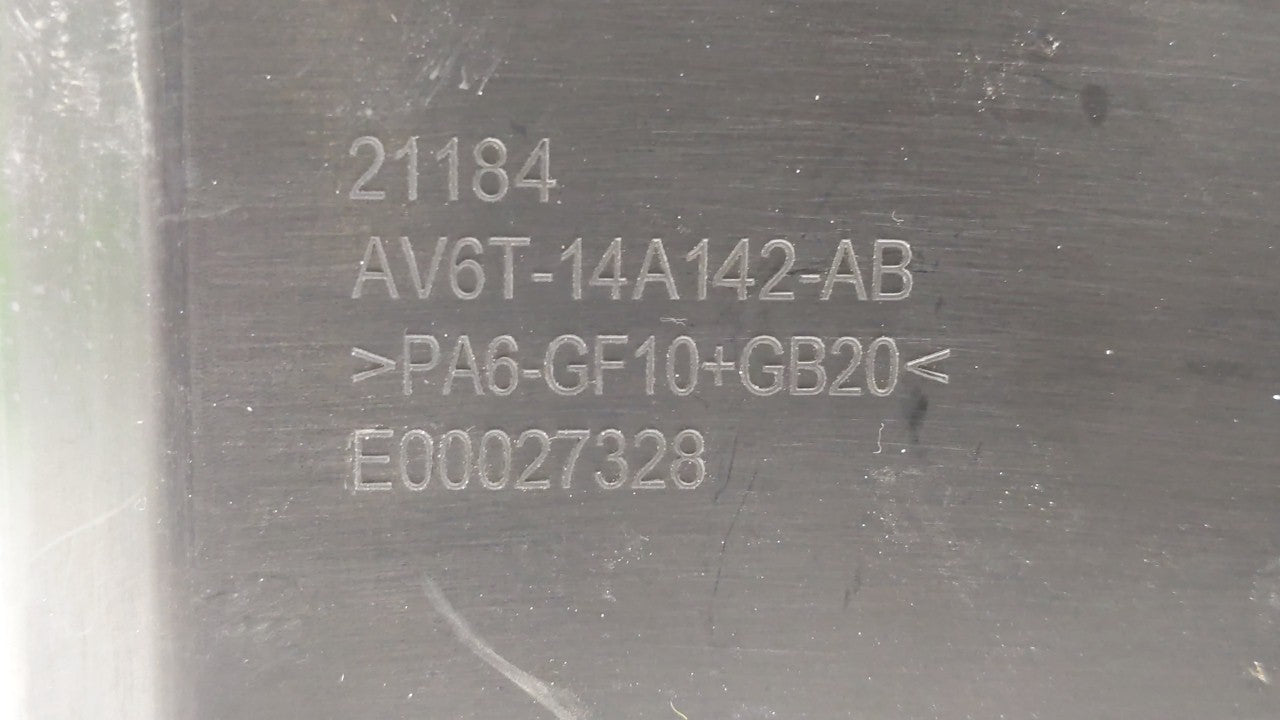 21184
AV6T-14A142-AB
>PA6-GF10+GB20<
E00027328